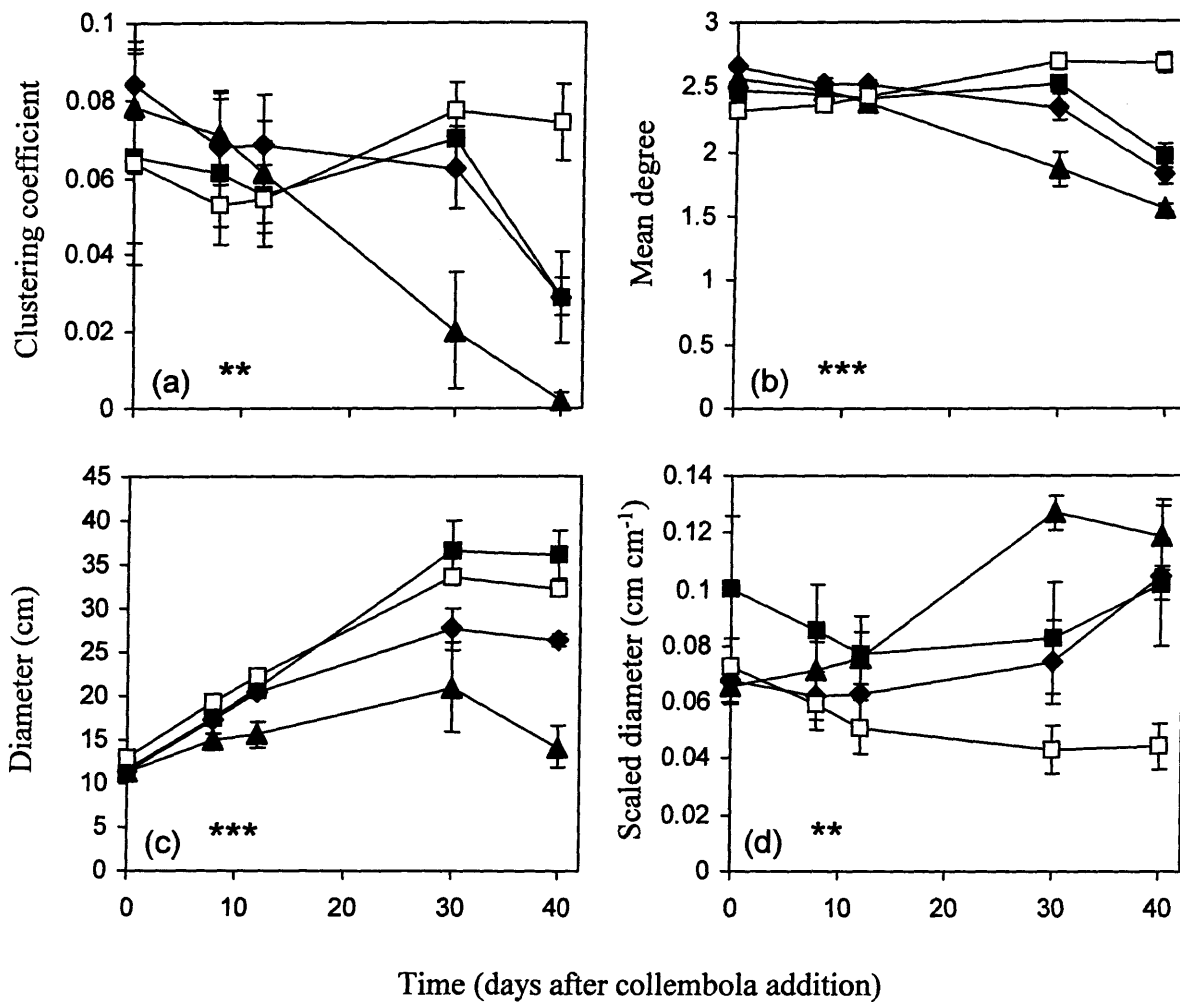 0.1
0.08
0.06
0.04
0.02
0
Clustering coefficient
(a) **
3
2.5
2
1.5
1
0.5
0
Mean degree
(b) ***
45
40
35
30
25
20
15
10
5
0
Diameter (cm)
(c) ***
0 10 20 30 40
0.14
0.12
0.1
0.08
0.06
0.04
0.02
0
Scaled diameter (cm cm⁻¹)
(d) **
0 10 20 30 40
Time (days after collembola addition)